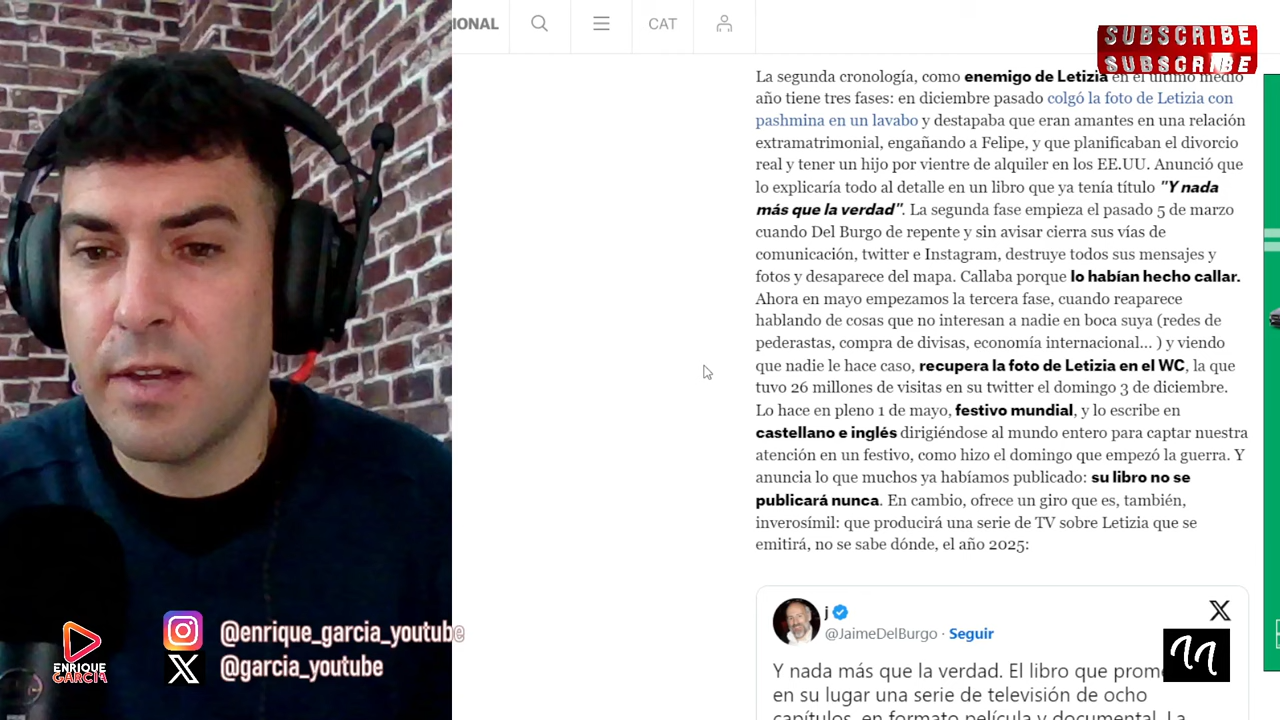 IONAL
CAT
SUBSCRIBE
SUBSCRIBE
La segunda cronología, como enemigo de Letizia en el último medio
año tiene tres fases: en diciembre pasado colgó la foto de Letizia con
pashmina en un lavabo y destapaba que eran amantes en una relación
extramatrimonial, engañando a Felipe, y que planificaban el divorcio
real y tener un hijo por vientre de alquiler en los EE.UU. Anunció que
lo explicaría todo al detalle en un libro que ya tenía título "Y nada
más que la verdad". La segunda fase empieza el pasado 5 de marzo
cuando Del Burgo de repente y sin avisar cierra sus vías de
comunicación, twitter e Instagram, destruye todos sus mensajes y
fotos y desaparece del mapa. Callaba porque lo habían hecho callar.
Ahora en mayo empezamos la tercera fase, cuando reaparece
hablando de cosas que no interesan a nadie en boca suya (redes de
pederastas, compra de divisas, economía internacional... ) y viendo
que nadie le hace caso, recupera la foto de Letizia en el WC, la que
tuvo 26 millones de visitas en su twitter el domingo 3 de diciembre.
Lo hace en pleno 1 de mayo, festivo mundial, y lo escribe en
castellano e inglés dirigiéndose al mundo entero para captar nuestra
atención en un festivo, como hizo el domingo que empezó la guerra. Y
anuncia lo que muchos ya habíamos publicado: su libro no se
publicará nunca. En cambio, ofrece un giro que es, también,
inverosímil: que producirá una serie de TV sobre Letizia que se
emitirá, no se sabe dónde, el año 2025:
j
@JaimeDelBurgo · Seguir
Y nada más que la verdad. El libro que prome
en su lugar una serie de televisión de ocho
capítulos, en formato película y documental. La
ENRIQUE
GARCIA
@enrique_garcia_youtube
@garcia_youtube